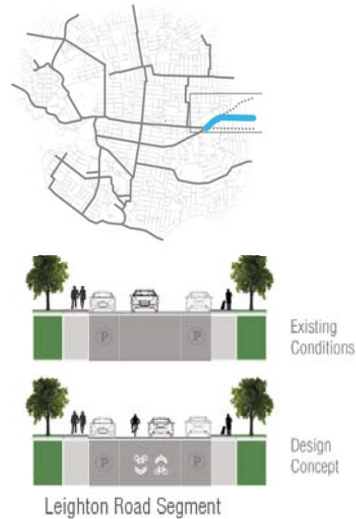 P
P
Existing
Conditions
P
P
Design
Concept
Leighton Road Segment